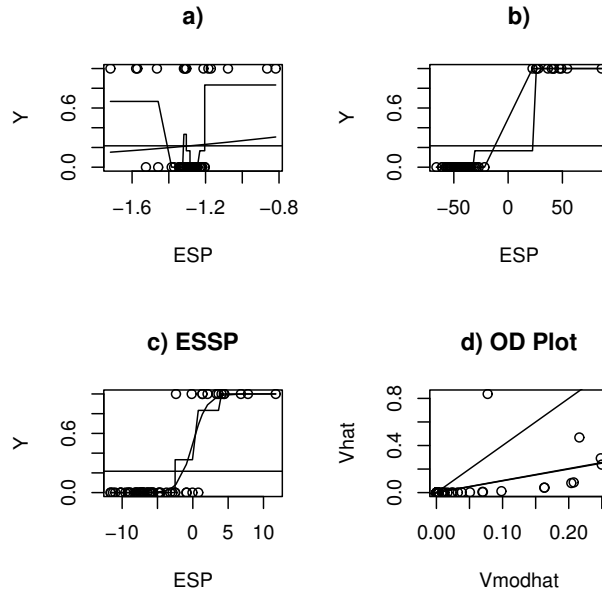 a)
Y
0.0 0.6
−1.6 −1.2 −0.8
ESP
b)
Y
0.0 0.6
−50 0 50
ESP
c) ESSP
Y
0.0 0.6
−10 −5 0 5 10
ESP
d) OD Plot
Vhat
0.0 0.4 0.8
0.00 0.10 0.20
Vmodhat